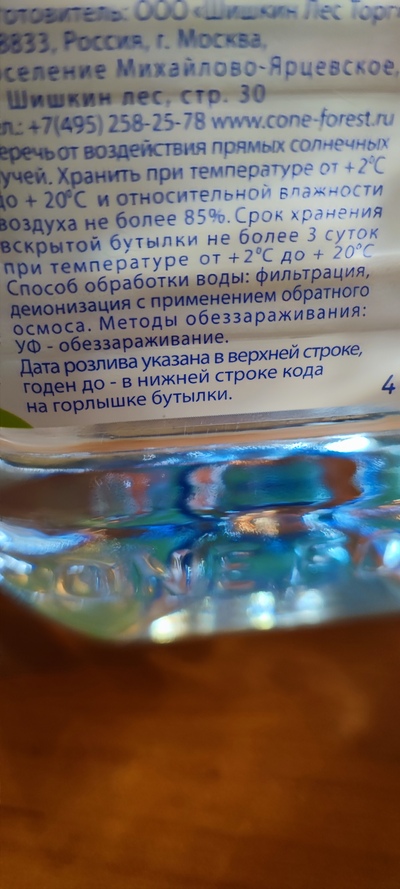 готовитель: ООО «Шишкин Лес Торг»
8833, Россия, г. Москва,
оселение Михайлово-Ярцевское,
Шишкин лес, стр. 30
ел.: +7(495) 258-25-78 www.cone-forest.ru
еречь от воздействия прямых солнечных
учей. Хранить при температуре от +2°С
до + 20°С и относительной влажности
воздуха не более 85%. Срок хранения
вскрытой бутылки не более 3 суток
при температуре от +2°С до + 20°С
Способ обработки воды: фильтрация,
деионизация с применением обратного
осмоса. Методы обеззараживания:
УФ - обеззараживание.
Дата розлива указана в верхней строке,
годен до - в нижней строке кода
на горлышке бутылки.
4